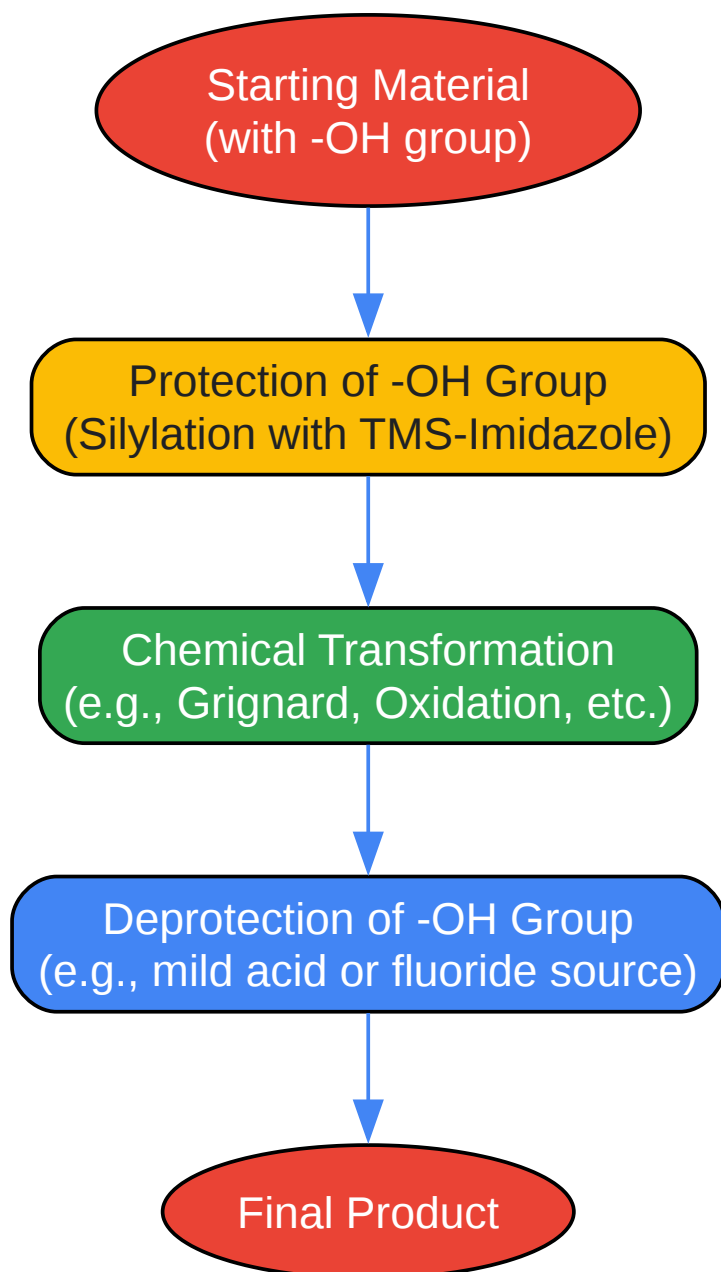 Starting Material
(with -OH group)
Protection of -OH Group
(Silylation with TMS-Imidazole)
Chemical Transformation
(e.g., Grignard, Oxidation, etc.)
Deprotection of -OH Group
(e.g., mild acid or fluoride source)
Final Product